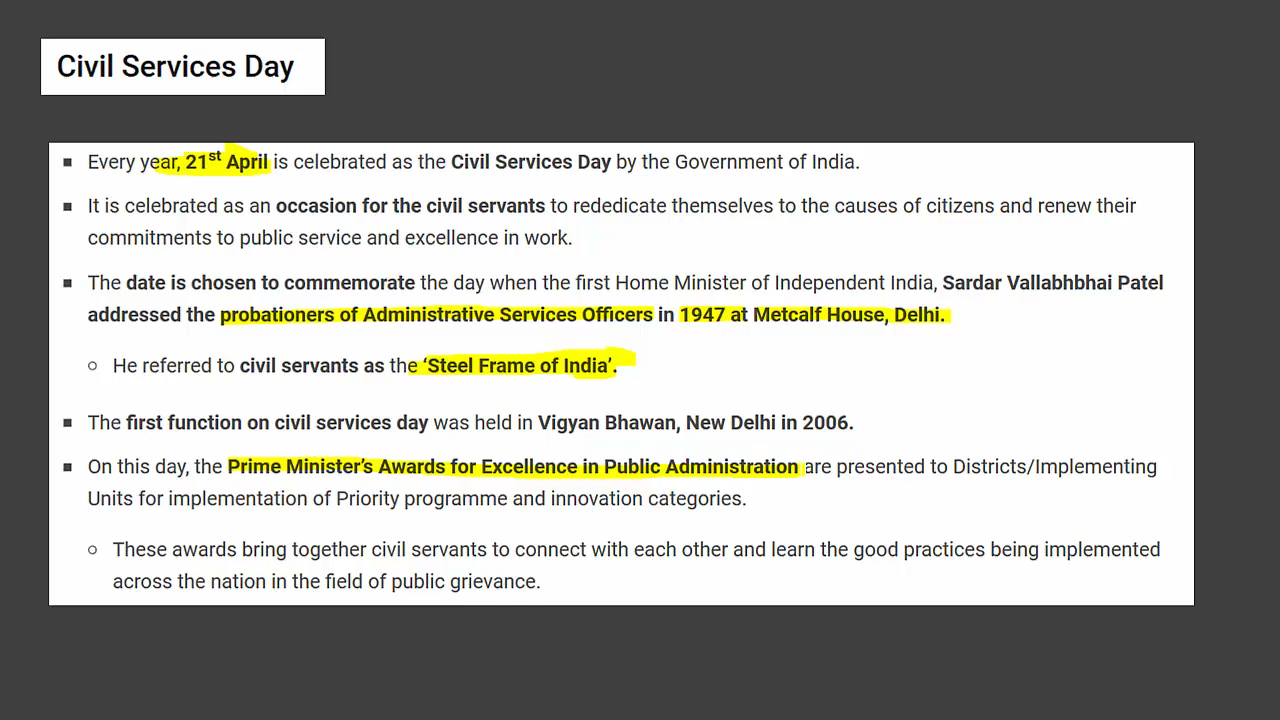 Civil Services Day
▪ Every year, 21st April is celebrated as the Civil Services Day by the Government of India.
▪ It is celebrated as an occasion for the civil servants to rededicate themselves to the causes of citizens and renew their
commitments to public service and excellence in work.
▪ The date is chosen to commemorate the day when the first Home Minister of Independent India, Sardar Vallabhbhai Patel
addressed the probationers of Administrative Services Officers in 1947 at Metcalf House, Delhi.
○ He referred to civil servants as the ‘Steel Frame of India’.
▪ The first function on civil services day was held in Vigyan Bhawan, New Delhi in 2006.
▪ On this day, the Prime Minister’s Awards for Excellence in Public Administration are presented to Districts/Implementing
Units for implementation of Priority programme and innovation categories.
○ These awards bring together civil servants to connect with each other and learn the good practices being implemented
across the nation in the field of public grievance.